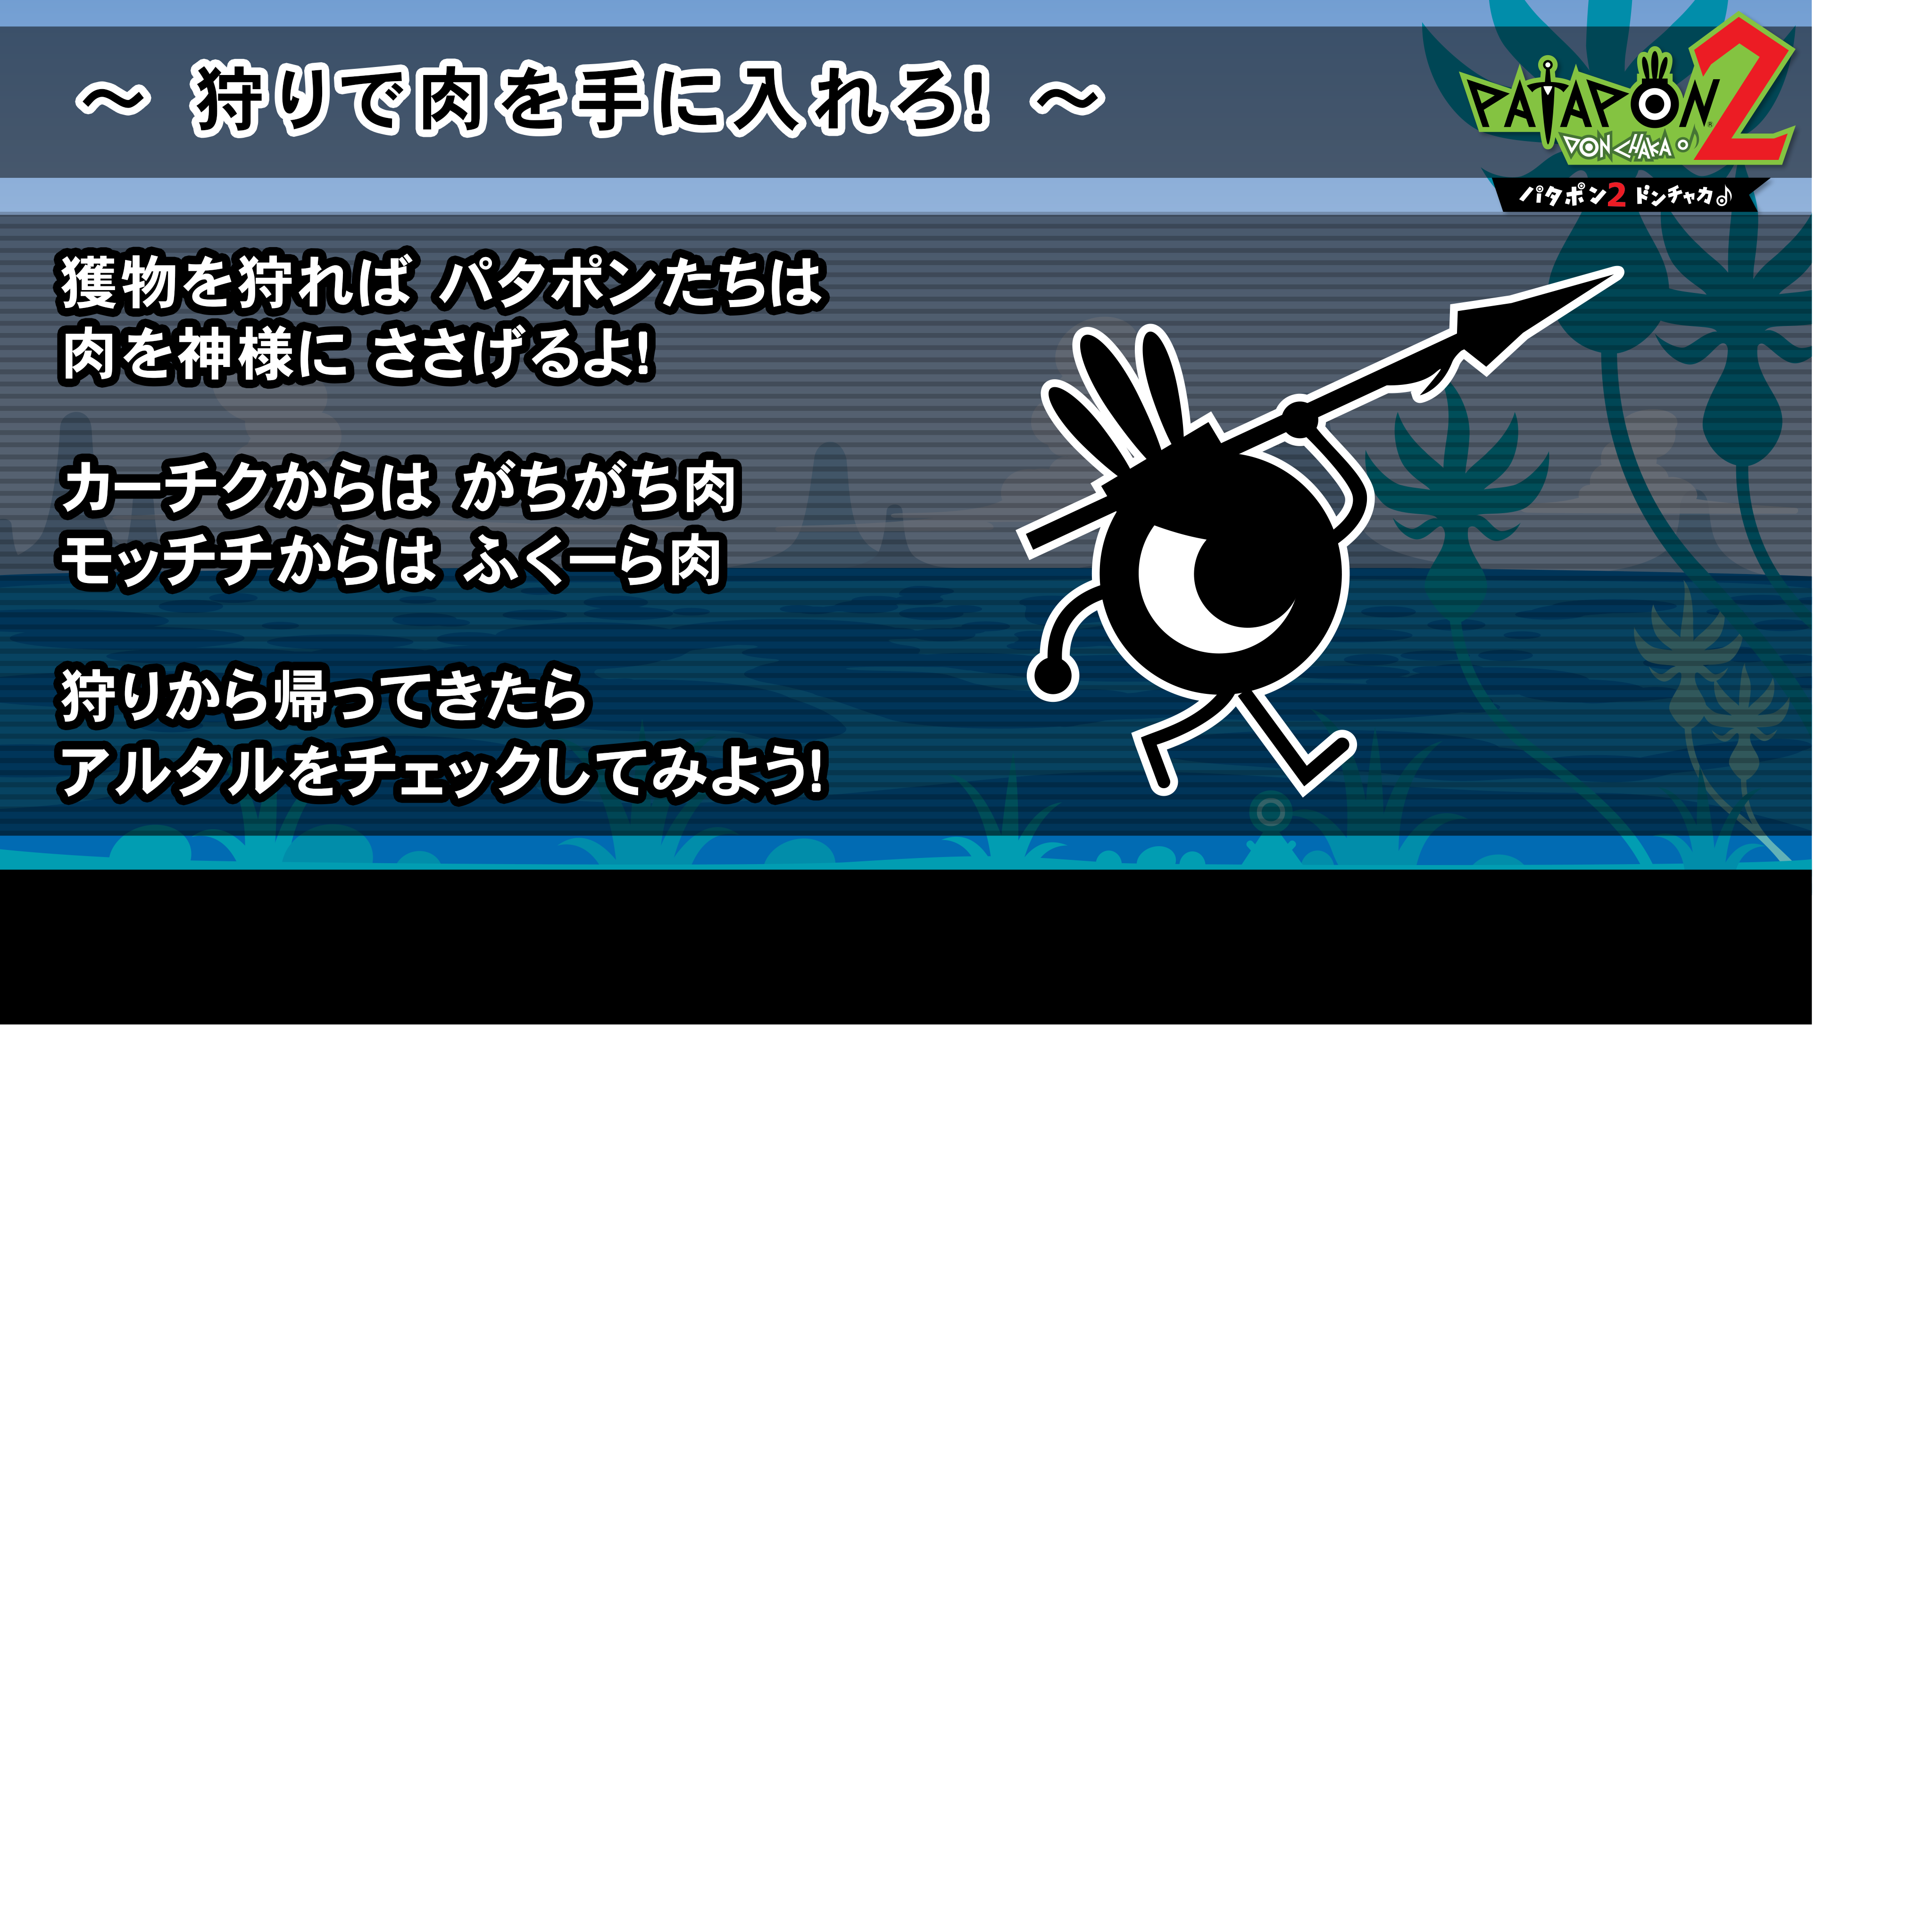 ～ 狩りで肉を手に入れろ! ～
PATAPON® 2
DON CHAKA♪
パタポン2 ドンチャカ♪
獲物を狩れば パタポンたちは
肉を神様に ささげるよ!
カーチクからは がちがち肉
モッチチからは ふくーら肉
狩りから帰ってきたら
アルタルをチェックしてみよう!